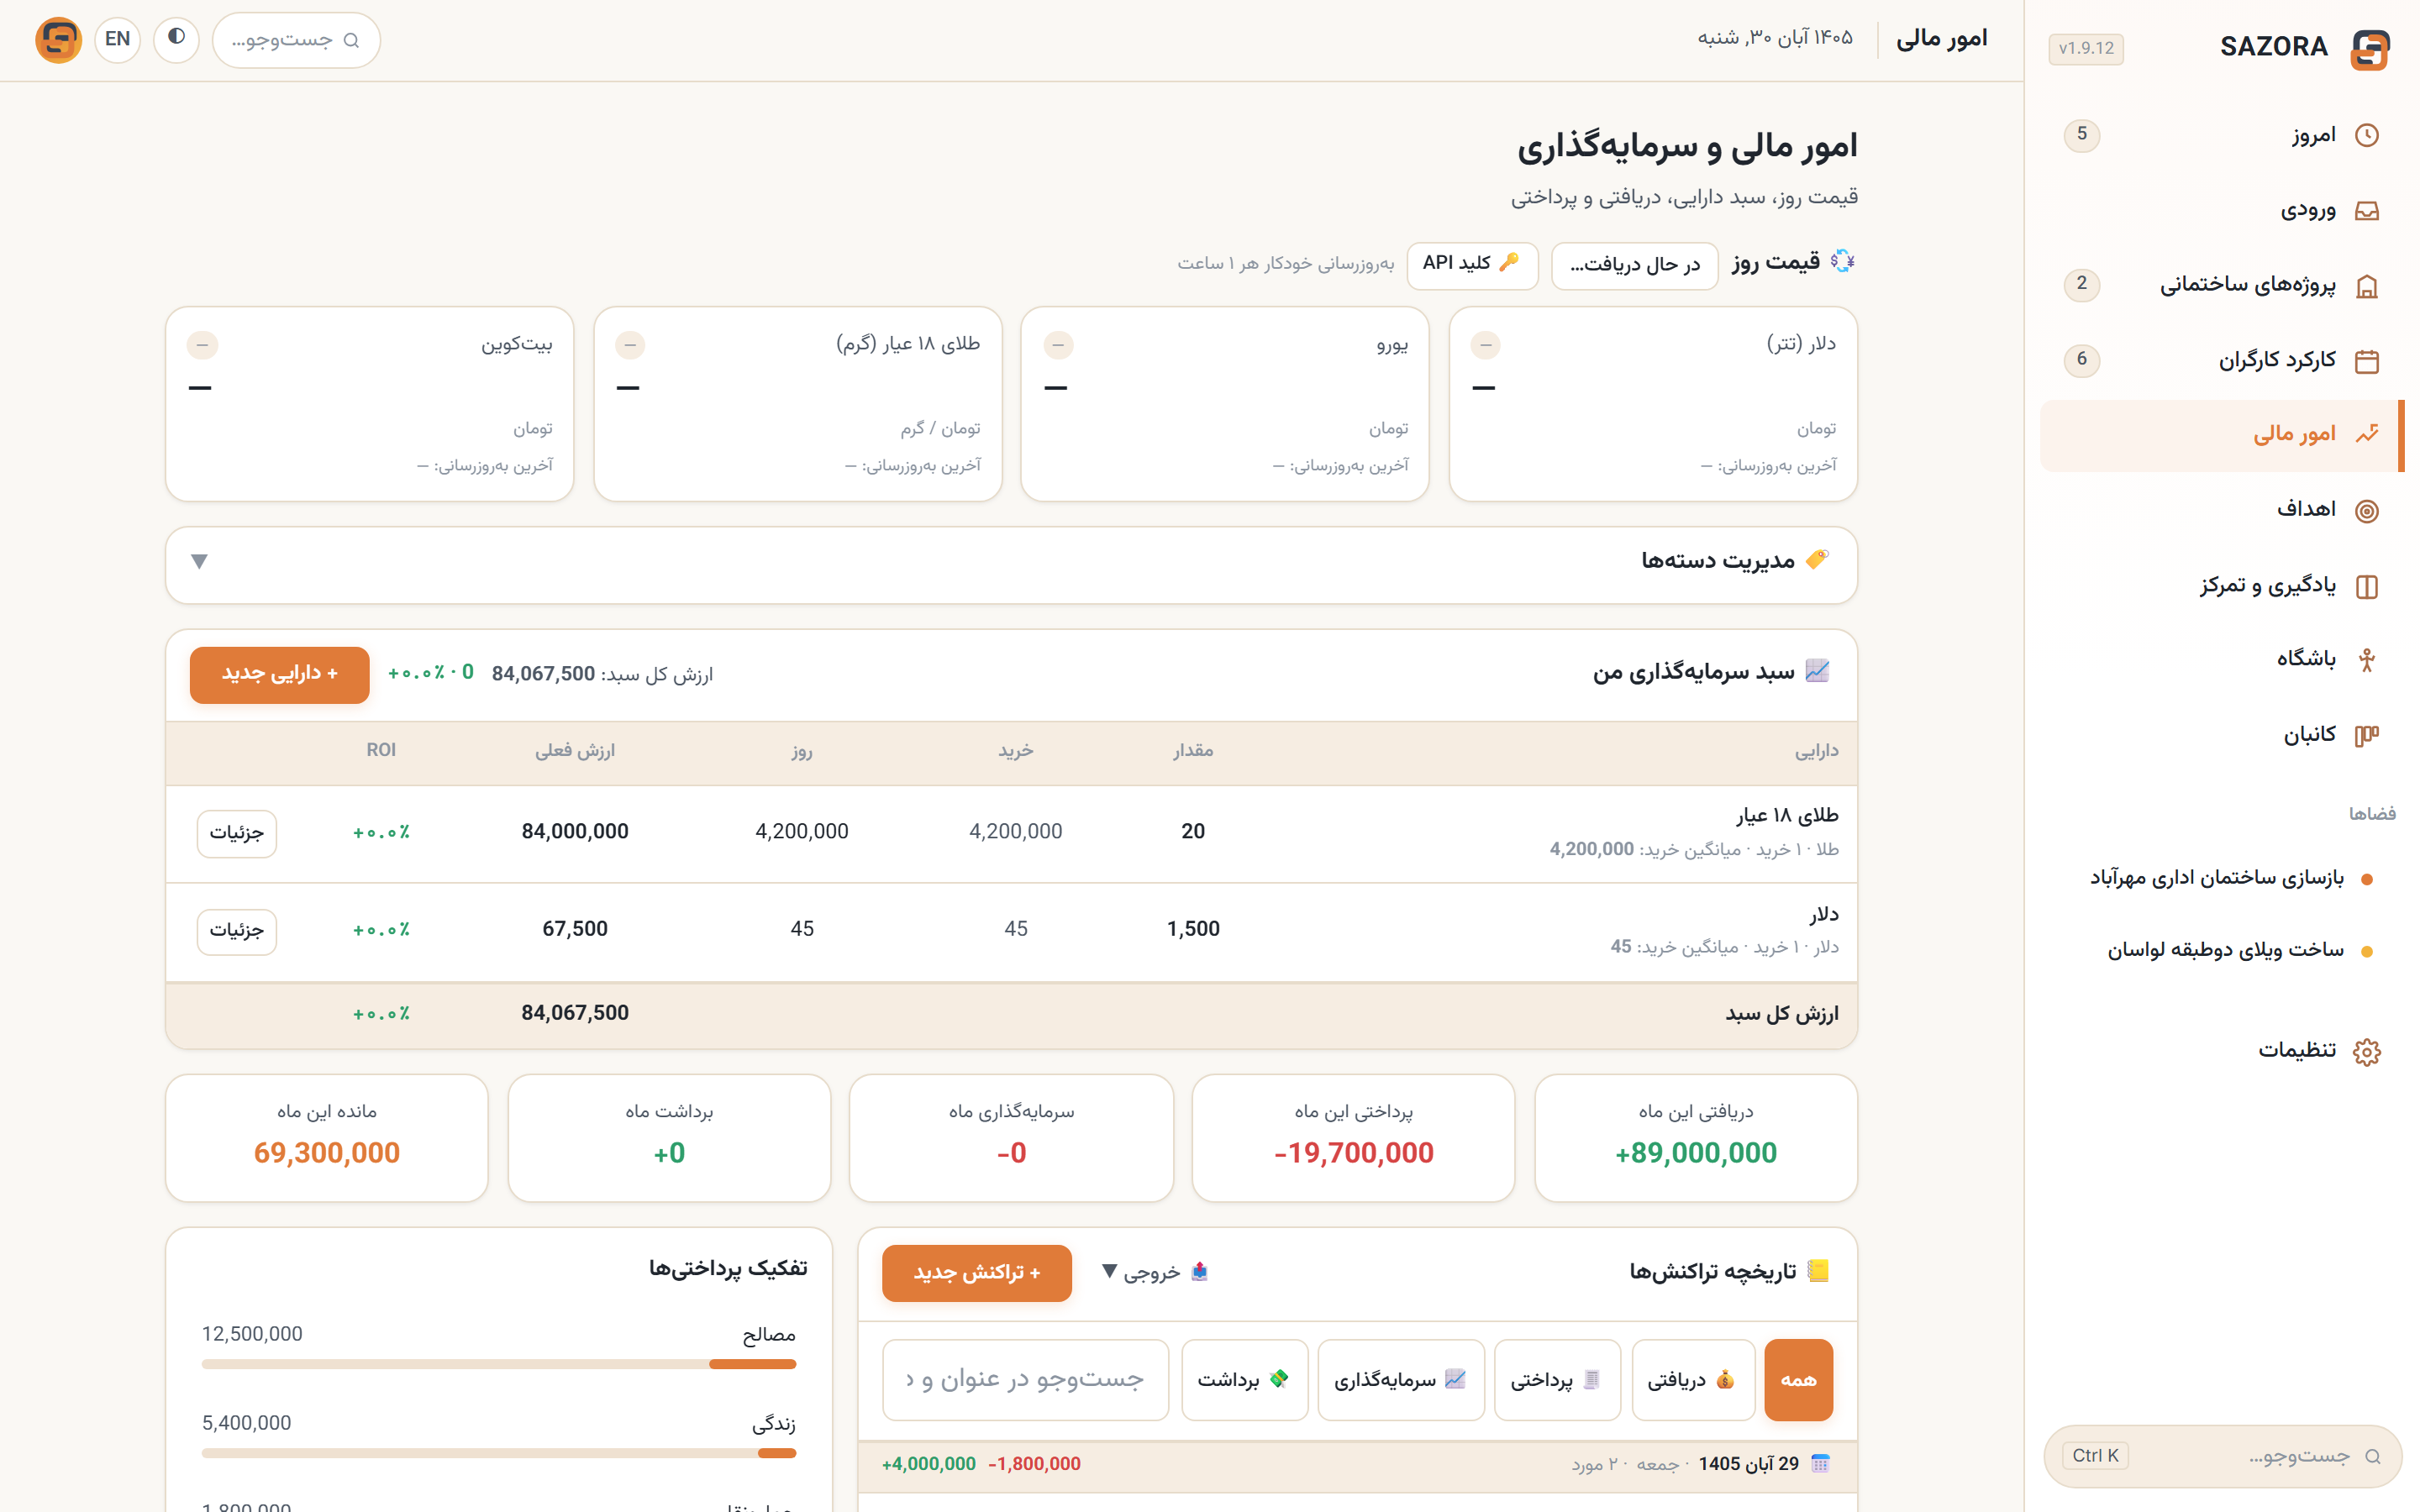 SAZORA v1.9.12
امروز 5
ورودی
پروژه‌های ساختمانی 2
کارکرد کارگران 6
امور مالی
اهداف
یادگیری و تمرکز
باشگاه
کانبان
فضاها
بازسازی ساختمان اداری مهرآباد
ساخت ویلای دوطبقه لواسان
تنظیمات
جست‌وجو... Ctrl K
امور مالی
۱۴۰۵ آبان ۳۰, شنبه
جست‌وجو...
EN
امور مالی و سرمایه‌گذاری
قیمت روز، سبد دارایی، دریافتی و پرداختی
قیمت روز در حال دریافت... کلید API به‌روزرسانی خودکار هر ۱ ساعت
دلار (تتر) —
—
تومان
آخرین به‌روزرسانی: —
یورو —
—
تومان
آخرین به‌روزرسانی: —
طلای ۱۸ عیار (گرم) —
—
تومان / گرم
آخرین به‌روزرسانی: —
بیت‌کوین —
—
تومان
آخرین به‌روزرسانی: —
مدیریت دسته‌ها ▼
سبد سرمایه‌گذاری من ارزش کل سبد: 84,067,500 0 · +۰.۰٪ + دارایی جدید
دارایی مقدار خرید روز ارزش فعلی ROI
طلای ۱۸ عیار 20 4,200,000 4,200,000 84,000,000 +۰.۰٪ جزئیات
طلا · ۱ خرید · میانگین خرید: 4,200,000
دلار 1,500 45 45 67,500 +۰.۰٪ جزئیات
دلار · ۱ خرید · میانگین خرید: 45
ارزش کل سبد 84,067,500 +۰.۰٪
دریافتی این ماه
+89,000,000
پرداختی این ماه
−19,700,000
سرمایه‌گذاری ماه
−0
برداشت ماه
+0
مانده این ماه
69,300,000
تاریخچه تراکنش‌ها خروجی ▼ + تراکنش جدید
همه دریافتی پرداختی سرمایه‌گذاری برداشت جست‌وجو در عنوان و
29 آبان 1405 · جمعه · ۲ مورد −1,800,000 +4,000,000
تفکیک پرداختی‌ها
مصالح 12,500,000
زندگی 5,400,000
1,800,000